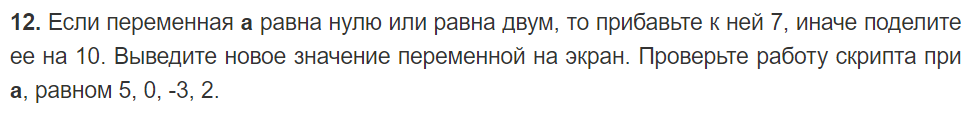 12. Если переменная a равна нулю или равна двум, то прибавьте к ней 7, иначе поделите
ее на 10. Выведите новое значение переменной на экран. Проверьте работу скрипта при
a, равном 5, 0, -3, 2.